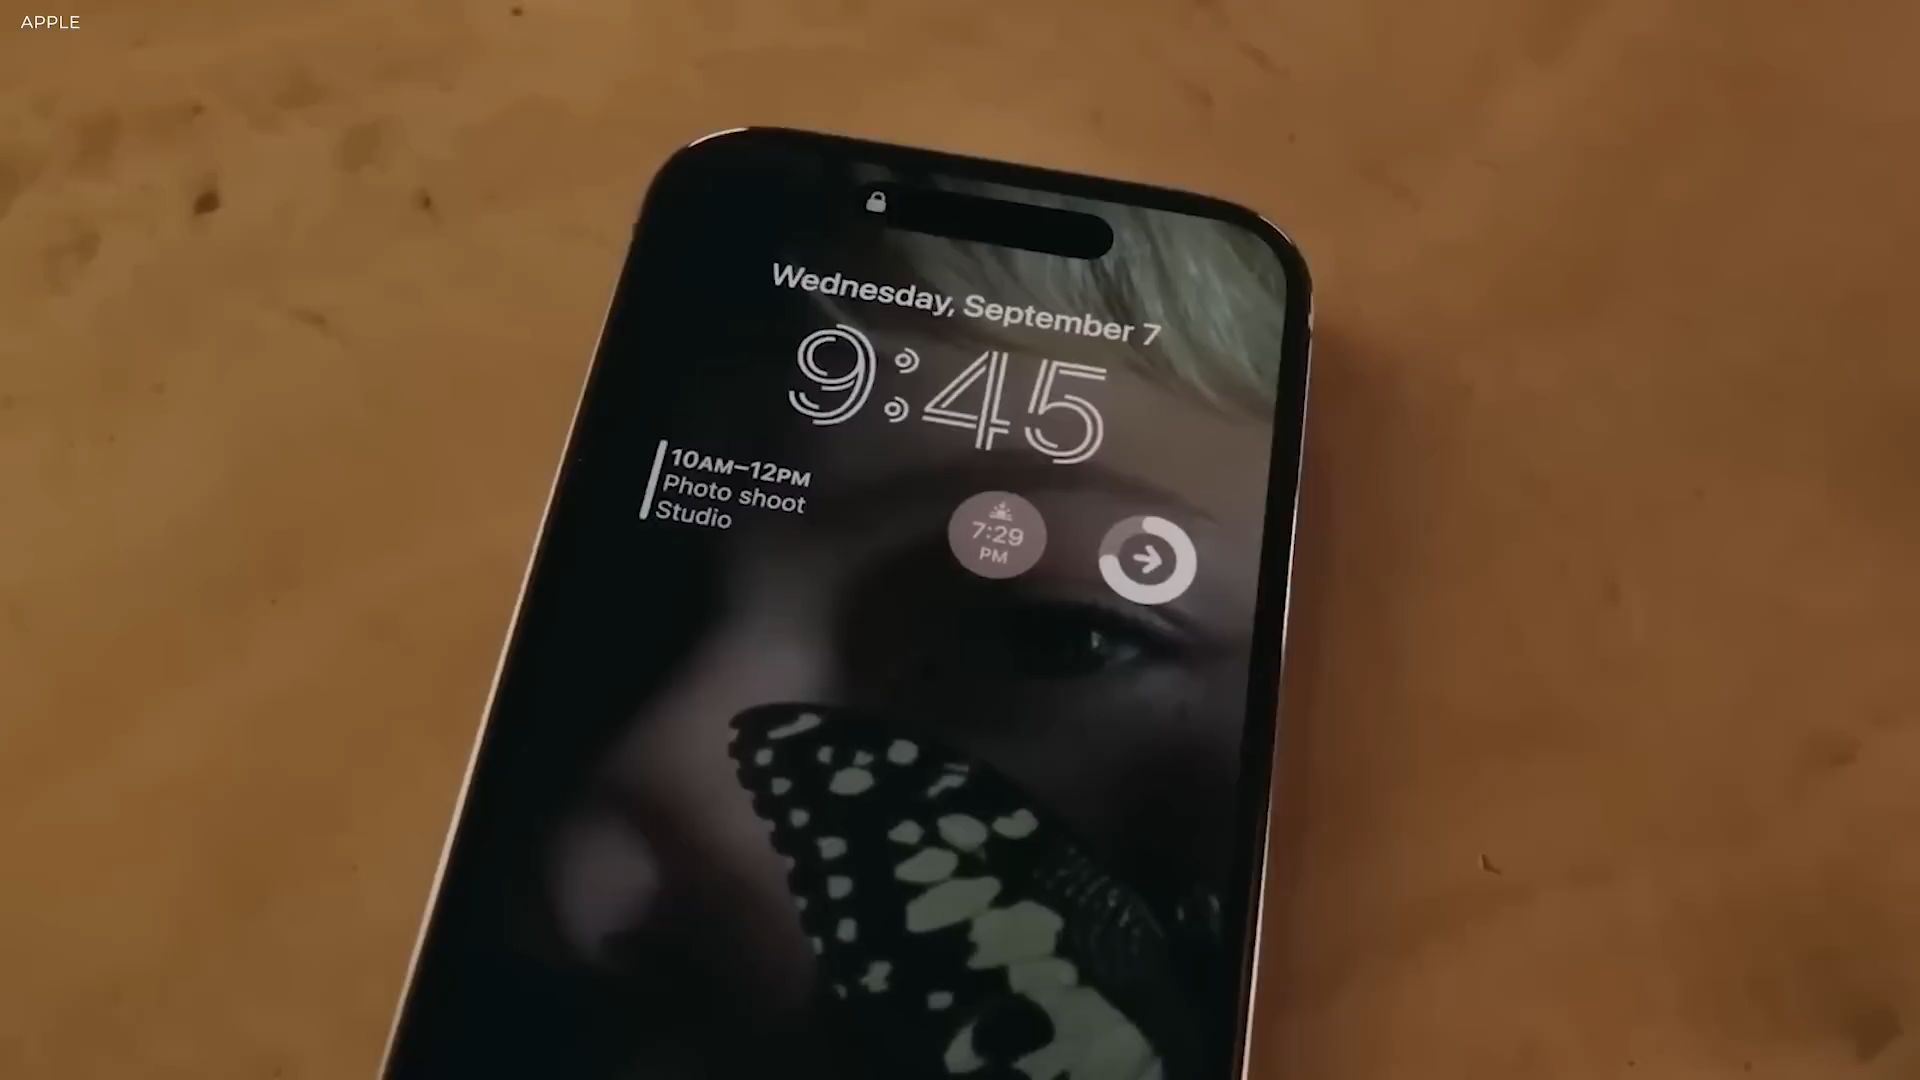 APPLE
Wednesday, September 7
9:45
10AM–12PM
Photo shoot
Studio
7:29
PM